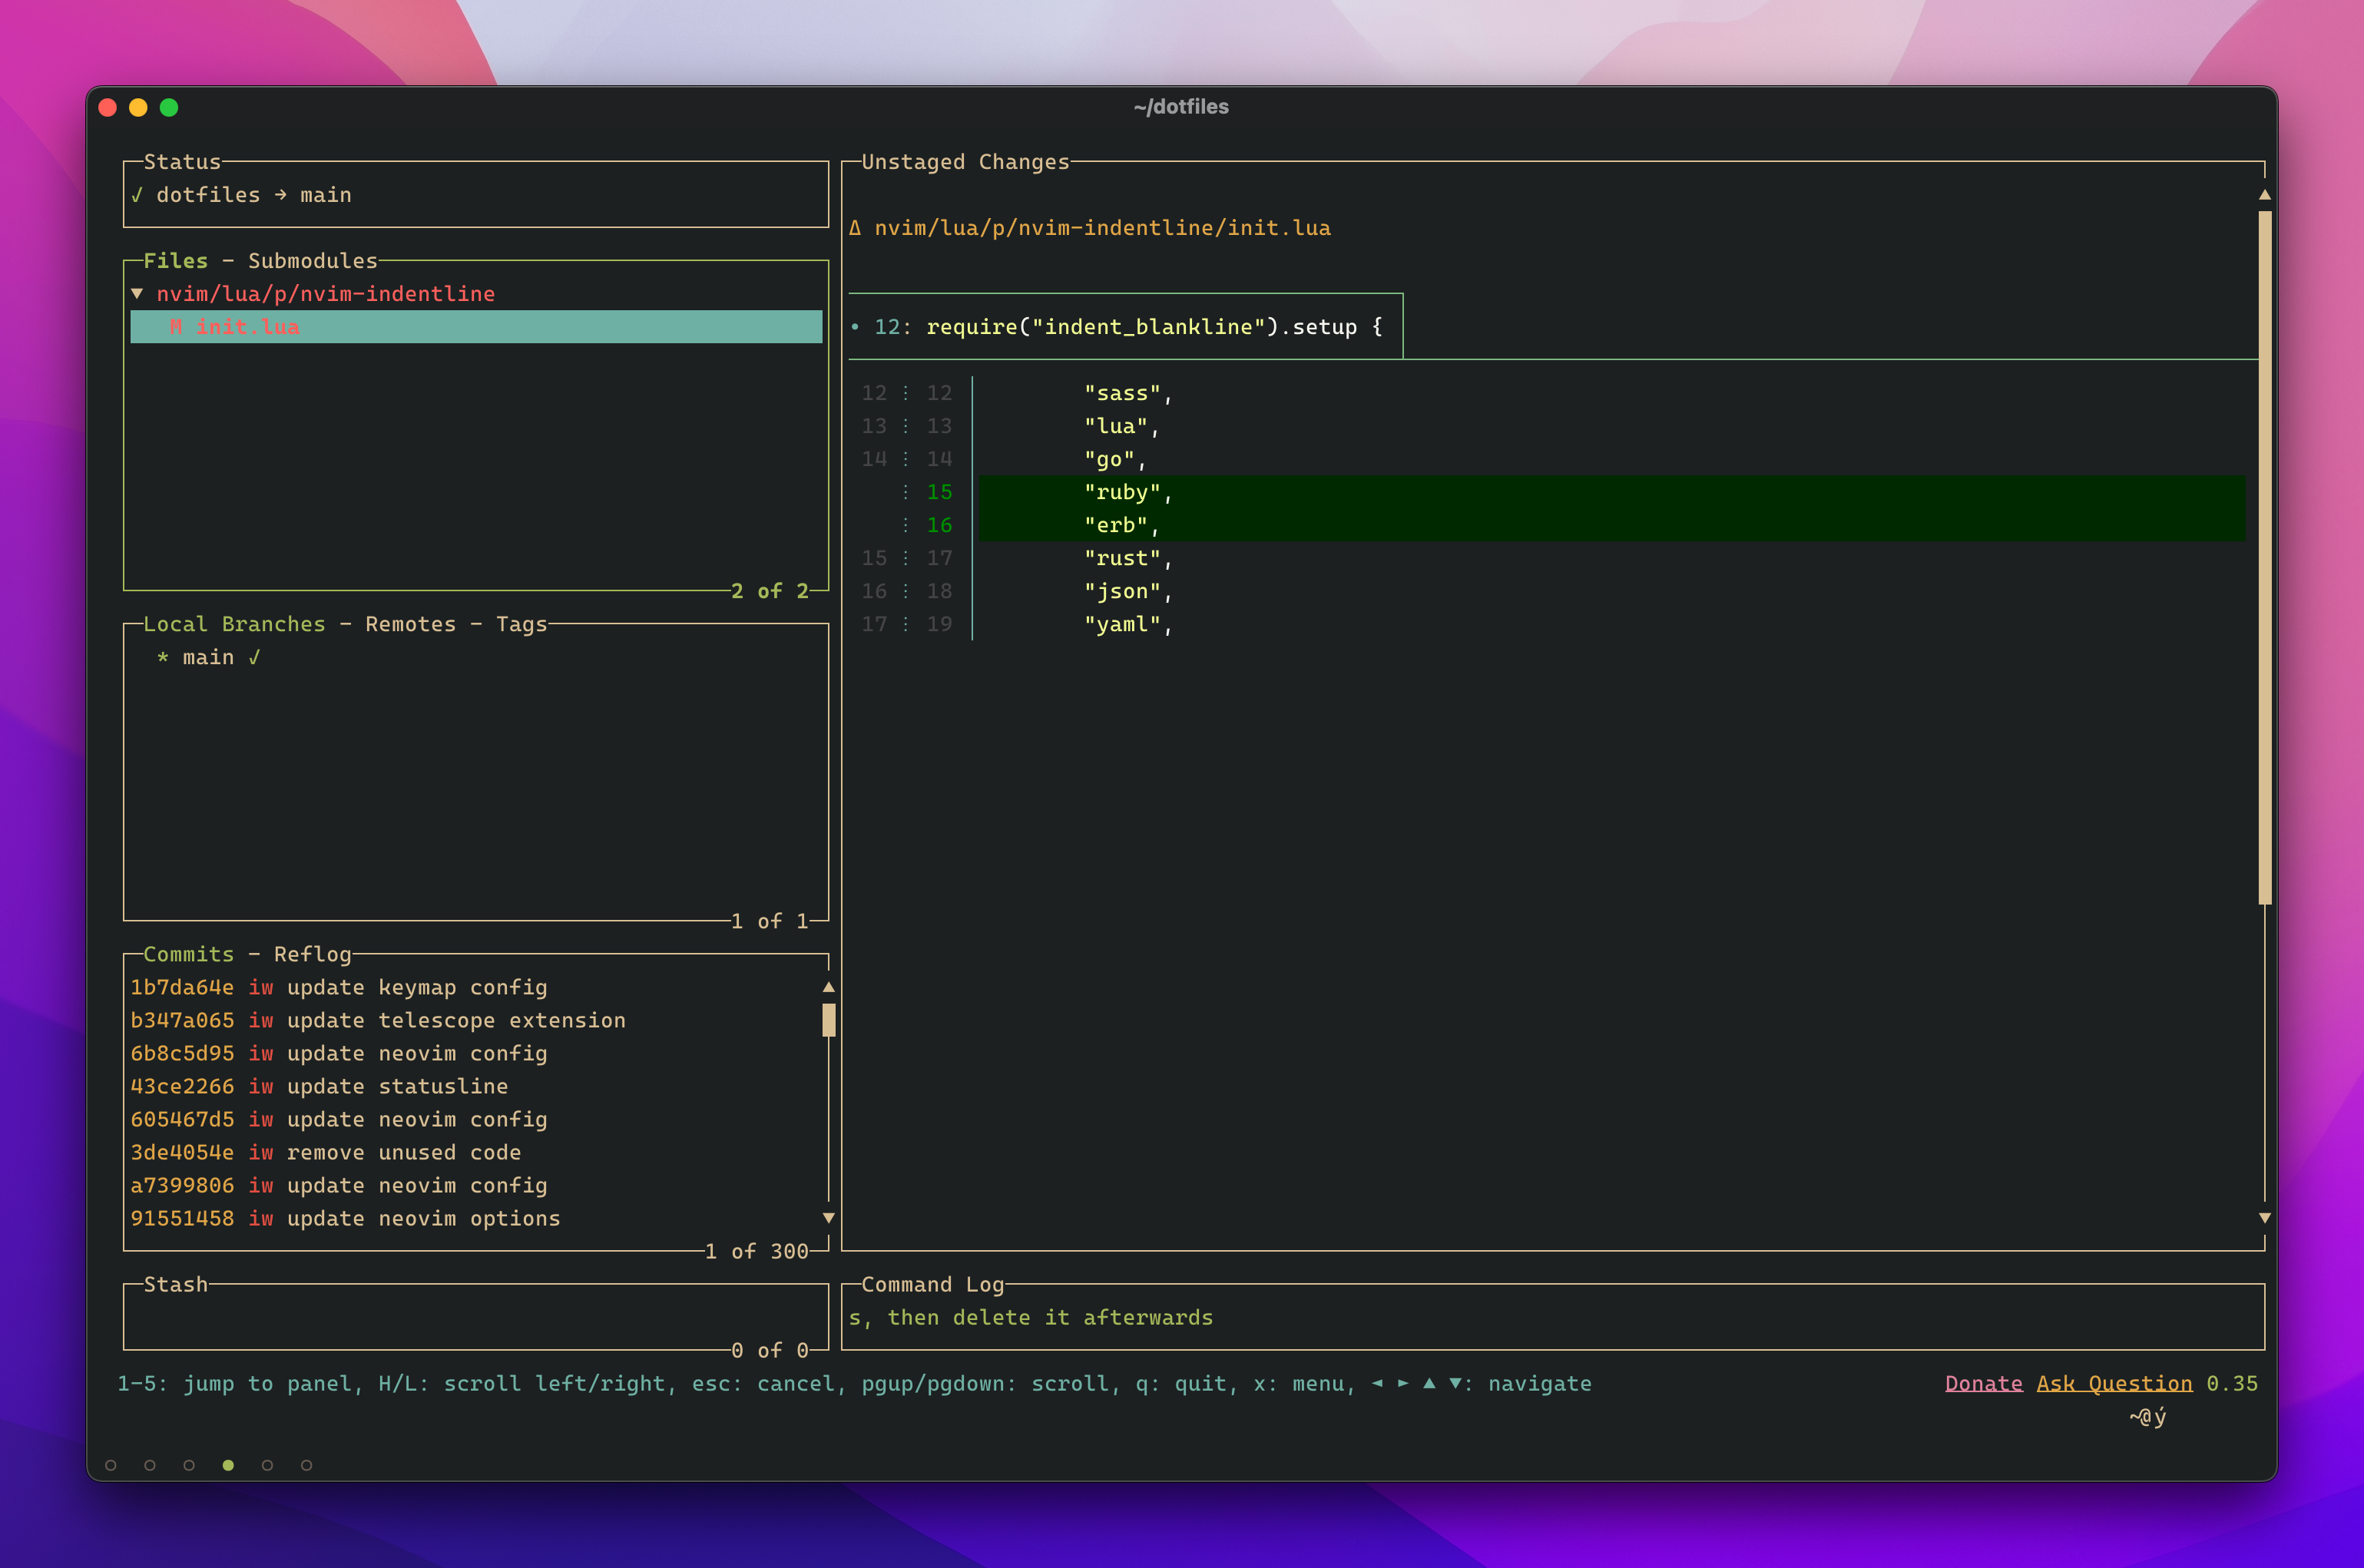 ~/dotfiles
Status
✓ dotfiles → main
Files - Submodules
▼ nvim/lua/p/nvim-indentline
M init.lua
2 of 2
Local Branches - Remotes - Tags
* main ✓
1 of 1
Commits - Reflog
1b7da64e iw update keymap config
b347a065 iw update telescope extension
6b8c5d95 iw update neovim config
43ce2266 iw update statusline
605467d5 iw update neovim config
3de4054e iw remove unused code
a7399806 iw update neovim config
91551458 iw update neovim options
1 of 300
Stash
0 of 0
Unstaged Changes
Δ nvim/lua/p/nvim-indentline/init.lua
• 12: require("indent_blankline").setup {
12 ⋮ 12 │ "sass",
13 ⋮ 13 │ "lua",
14 ⋮ 14 │ "go",
⋮ 15 │ "ruby",
⋮ 16 │ "erb",
15 ⋮ 17 │ "rust",
16 ⋮ 18 │ "json",
17 ⋮ 19 │ "yaml",
Command Log
s, then delete it afterwards
1-5: jump to panel, H/L: scroll left/right, esc: cancel, pgup/pgdown: scroll, q: quit, x: menu, ◄ ► ▲ ▼: navigate
Donate Ask Question 0.35
~@ý